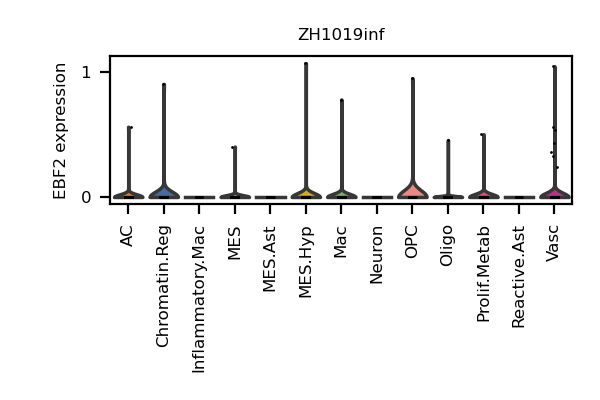 ZH1019inf
EBF2 expression
1
0
AC
Chromatin.Reg
Inflammatory.Mac
MES
MES.Ast
MES.Hyp
Mac
Neuron
OPC
Oligo
Prolif.Metab
Reactive.Ast
Vasc